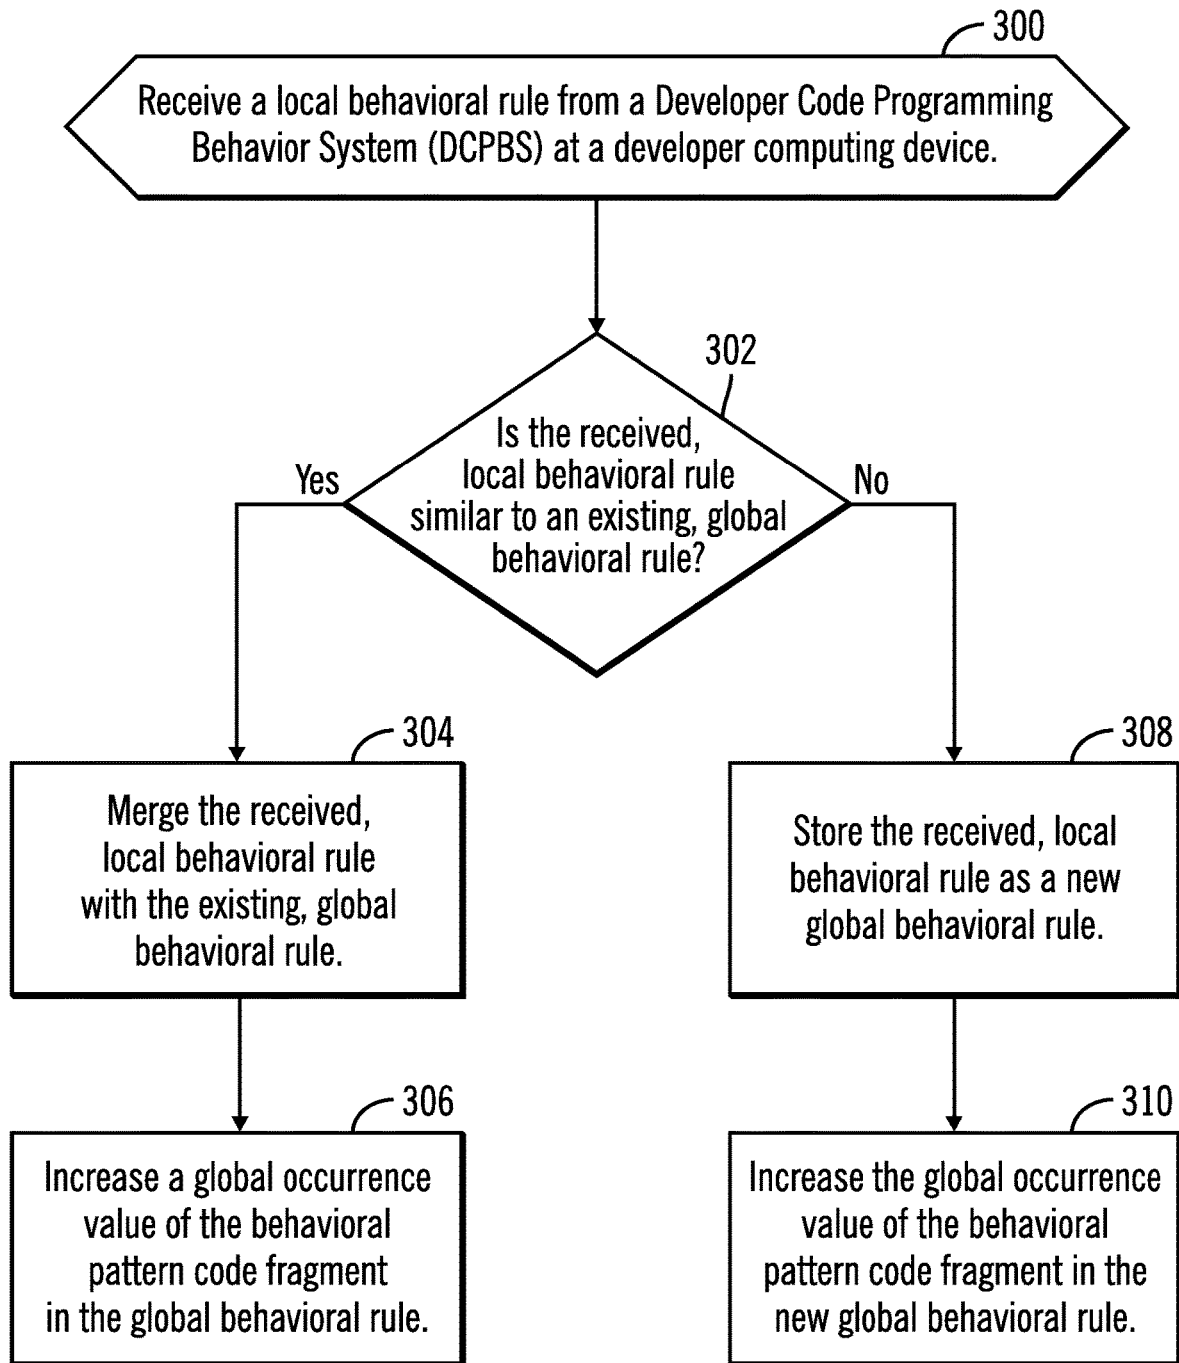 300
Receive a local behavioral rule from a Developer Code Programming
Behavior System (DCPBS) at a developer computing device.
302
Is the received,
local behavioral rule
similar to an existing, global
behavioral rule?
Yes
No
304
Merge the received,
local behavioral rule
with the existing, global
behavioral rule.
308
Store the received, local
behavioral rule as a new
global behavioral rule.
306
Increase a global occurrence
value of the behavioral
pattern code fragment
in the global behavioral rule.
310
Increase the global occurrence
value of the behavioral
pattern code fragment in the
new global behavioral rule.